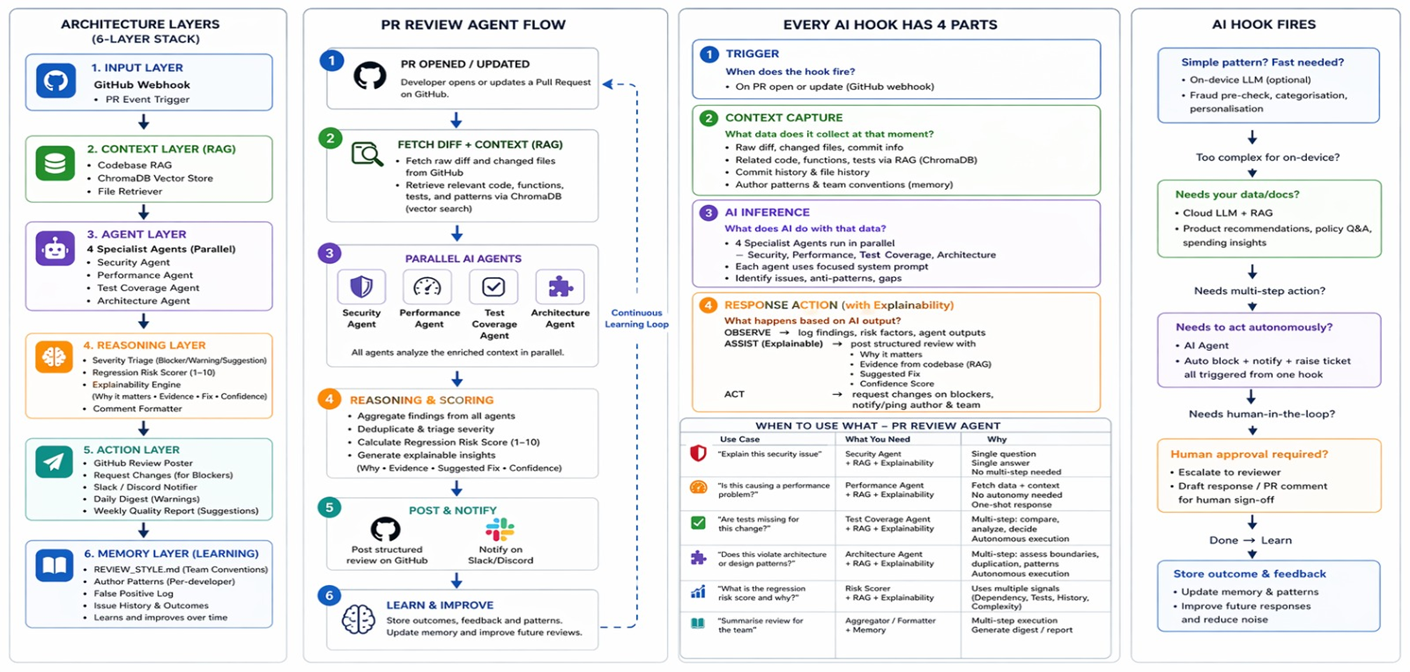 ARCHITECTURE LAYERS
(6-LAYER STACK)
1. INPUT LAYER
GitHub Webhook
• PR Event Trigger
2. CONTEXT LAYER (RAG)
• Codebase RAG
• ChromaDB Vector Store
• File Retriever
3. AGENT LAYER
4 Specialist Agents (Parallel)
• Security Agent
• Performance Agent
• Test Coverage Agent
• Architecture Agent
4. REASONING LAYER
• Severity Triage (Blocker/Warning/Suggestion)
• Regression Risk Scorer (1–10)
• Explainability Engine
(Why it matters • Evidence • Fix • Confidence)
• Comment Formatter
5. ACTION LAYER
• GitHub Review Poster
• Request Changes (for Blockers)
• Slack / Discord Notifier
• Daily Digest (Warnings)
• Weekly Quality Report (Suggestions)
6. MEMORY LAYER (LEARNING)
• REVIEW_STYLE.md (Team Conventions)
• Author Patterns (Per-developer)
• False Positive Log
• Issue History & Outcomes
• Learns and improves over time
PR REVIEW AGENT FLOW
1
PR OPENED / UPDATED
Developer opens or updates a Pull Request
on GitHub.
2
FETCH DIFF + CONTEXT (RAG)
• Fetch raw diff and changed files
from GitHub
• Retrieve relevant code, functions,
tests, and patterns via ChromaDB
(vector search)
3
PARALLEL AI AGENTS
Security
Agent
Performance
Agent
Test
Coverage
Agent
Architecture
Agent
All agents analyze the enriched context in parallel.
4
REASONING & SCORING
• Aggregate findings from all agents
• Deduplicate & triage severity
• Calculate Regression Risk Score (1–10)
• Generate explainable insights
(Why • Evidence • Suggested Fix • Confidence)
5
POST & NOTIFY
Post structured
review on GitHub
Notify on
Slack/Discord
6
LEARN & IMPROVE
Store outcomes, feedback and patterns.
Update memory and improve future reviews.
Continuous
Learning Loop
EVERY AI HOOK HAS 4 PARTS
1 TRIGGER
When does the hook fire?
• On PR open or update (GitHub webhook)
2 CONTEXT CAPTURE
What data does it collect at that moment?
• Raw diff, changed files, commit info
• Related code, functions, tests via RAG (ChromaDB)
• Commit history & file history
• Author patterns & team conventions (memory)
3 AI INFERENCE
What does AI do with that data?
• 4 Specialist Agents run in parallel
— Security, Performance, Test Coverage, Architecture
• Each agent uses focused system prompt
• Identify issues, anti-patterns, gaps
4 RESPONSE ACTION (with Explainability)
What happens based on AI output?
OBSERVE → log findings, risk factors, agent outputs
ASSIST (Explainable) → post structured review with
• Why it matters
• Evidence from codebase (RAG)
• Suggested Fix
• Confidence Score
ACT → request changes on blockers,
notify/ping author & team
WHEN TO USE WHAT – PR REVIEW AGENT
Use Case What You Need Why
"Explain this security issue"
Security Agent
+ RAG + Explainability
Single question
Single answer
No multi-step needed
"Is this causing a performance
problem?"
Performance Agent
+ RAG + Explainability
Fetch data + context
No autonomy needed
One-shot response
"Are tests missing for
this change?"
Test Coverage Agent
+ RAG + Explainability
Multi-step: compare,
analyze, decide
Autonomous execution
"Does this violate architecture
or design patterns?"
Architecture Agent
+ RAG + Explainability
Multi-step: assess boundaries,
duplication, patterns
Autonomous execution
"What is the regression
risk score and why?"
Risk Scorer
+ RAG + Explainability
Uses multiple signals
(Dependency, Tests, History,
Complexity)
"Summarise review for
the team"
Aggregator / Formatter
+ Memory
Multi-step execution
Generate digest / report
AI HOOK FIRES
Simple pattern? Fast needed?
• On-device LLM (optional)
• Fraud pre-check, categorisation,
personalisation
Too complex for on-device?
Needs your data/docs?
• Cloud LLM + RAG
• Product recommendations, policy Q&A,
spending insights
Needs multi-step action?
Needs to act autonomously?
• AI Agent
• Auto block + notify + raise ticket
all triggered from one hook
Needs human-in-the-loop?
Human approval required?
• Escalate to reviewer
• Draft response / PR comment
for human sign-off
Done → Learn
Store outcome & feedback
• Update memory & patterns
• Improve future responses
and reduce noise